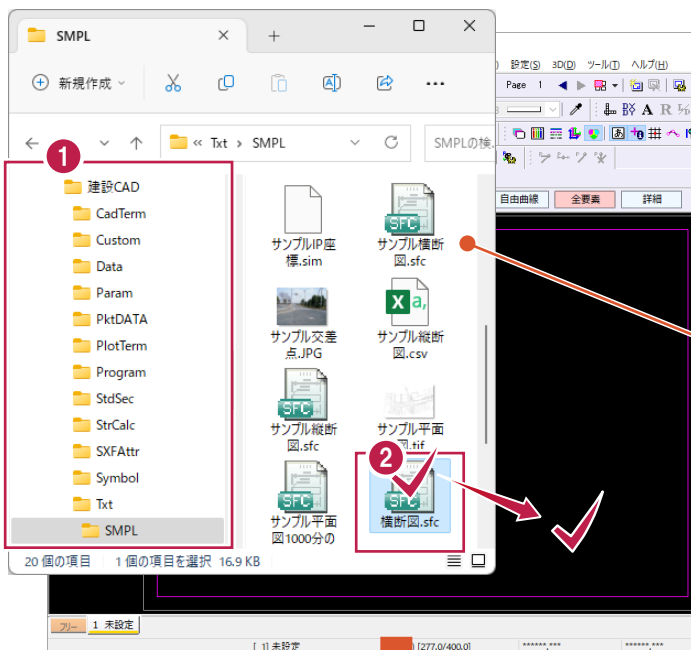 SMPL
設定(S) 3D(D) ツール(T) ヘルプ(H)
新規作成
Page 1
A R
Txt SMPL
SMPLの検
あ
1
建設CAD
CadTerm
Custom
Data
Param
PktDATA
PlotTerm
Program
StdSec
StrCalc
SXFAttr
Symbol
Txt
SMPL
自由曲線 全要素 詳細
サンプルIP座
標.sim
SFC
サンプル横断
図.sfc
サンプル交差
点.JPG
X a,
サンプル縦断
図.csv
SFC
サンプル縦断
図.sfc
サンプル平面
図.tif
SFC
サンプル平面
図1000分の
2
SFC
横断図.sfc
20 個の項目 1 個の項目を選択 16.9 KB
フリー 1 未設定
[ 1] 未設定 [277.0/400.0] ******.*** ******.***